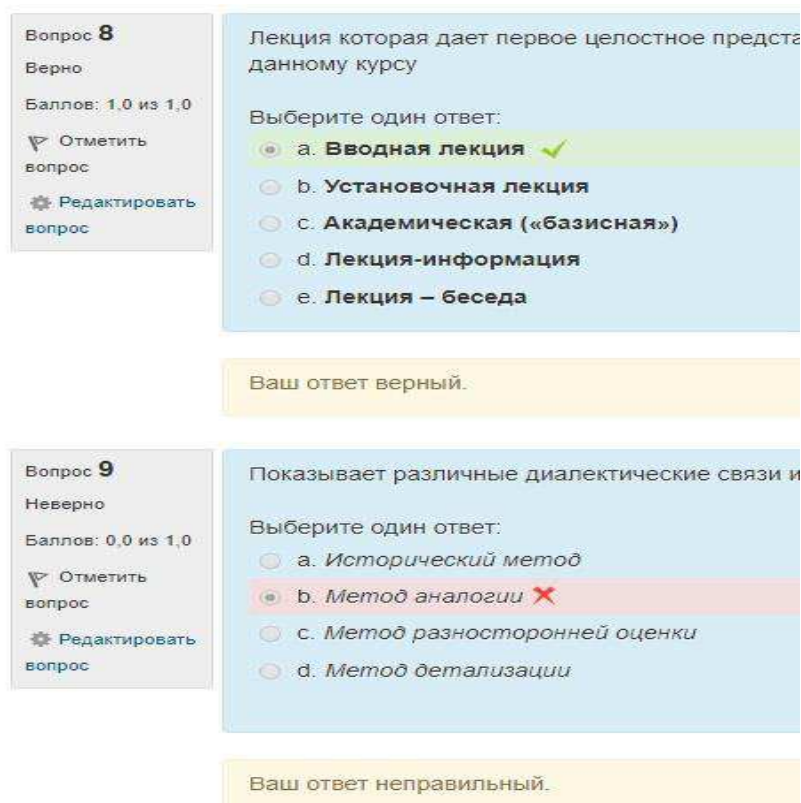 Вопрос 8
Верно
Баллов: 1,0 из 1,0
Отметить
вопрос
Редактировать
вопрос
Лекция которая дает первое целостное предста
данному курсу
Выберите один ответ:
a. Вводная лекция
b. Установочная лекция
c. Академическая («базисная»)
d. Лекция-информация
e. Лекция – беседа
Ваш ответ верный.
Вопрос 9
Неверно
Баллов: 0,0 из 1,0
Отметить
вопрос
Редактировать
вопрос
Показывает различные диалектические связи и
Выберите один ответ:
a. Исторический метод
b. Метод аналогии
c. Метод разносторонней оценки
d. Метод детализации
Ваш ответ неправильный.